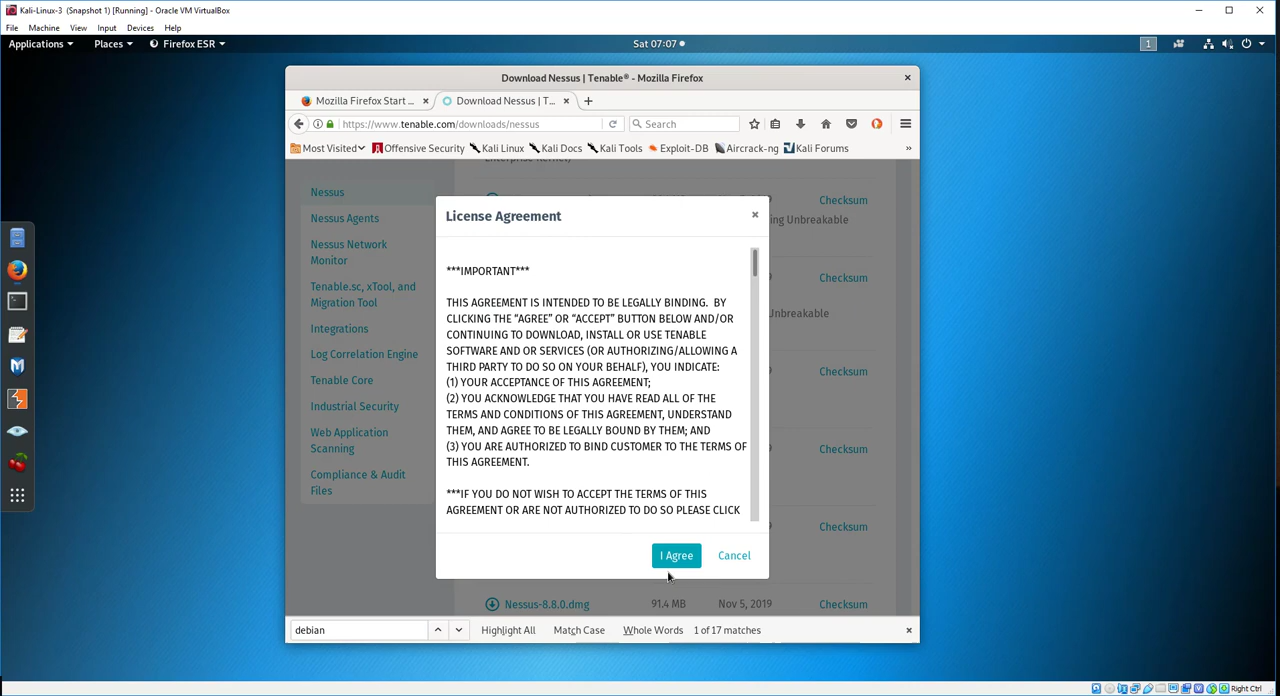 Kali-Linux-3 (Snapshot 1) [Running] - Oracle VM VirtualBox
File Machine View Input Devices Help
Applications Places Firefox ESR Sat 07:07 1
Download Nessus | Tenable® - Mozilla Firefox
Mozilla Firefox Start ... Download Nessus | T...
https://www.tenable.com/downloads/nessus Search
Most Visited Offensive Security Kali Linux Kali Docs Kali Tools Exploit-DB Aircrack-ng Kali Forums »
Enterprise Kernel)
Nessus
Nessus Agents
Nessus Network
Monitor
Tenable.sc, xTool, and
Migration Tool
Integrations
Log Correlation Engine
Tenable Core
Industrial Security
Web Application
Scanning
Compliance & Audit
Files
License Agreement ×
***IMPORTANT***
THIS AGREEMENT IS INTENDED TO BE LEGALLY BINDING. BY
CLICKING THE “AGREE” OR “ACCEPT” BUTTON BELOW AND/OR
CONTINUING TO DOWNLOAD, INSTALL OR USE TENABLE
SOFTWARE AND OR SERVICES (OR AUTHORIZING/ALLOWING A
THIRD PARTY TO DO SO ON YOUR BEHALF), YOU INDICATE:
(1) YOUR ACCEPTANCE OF THIS AGREEMENT;
(2) YOU ACKNOWLEDGE THAT YOU HAVE READ ALL OF THE
TERMS AND CONDITIONS OF THIS AGREEMENT, UNDERSTAND
THEM, AND AGREE TO BE LEGALLY BOUND BY THEM; AND
(3) YOU ARE AUTHORIZED TO BIND CUSTOMER TO THE TERMS OF
THIS AGREEMENT.
***IF YOU DO NOT WISH TO ACCEPT THE TERMS OF THIS
AGREEMENT OR ARE NOT AUTHORIZED TO DO SO PLEASE CLICK
I Agree Cancel
9 Checksum
ing Unbreakable
9 Checksum
Unbreakable
9 Checksum
9 Checksum
9 Checksum
Nessus-8.8.0.dmg 91.4 MB Nov 5, 2019 Checksum
debian Highlight All Match Case Whole Words 1 of 17 matches
Right Ctrl